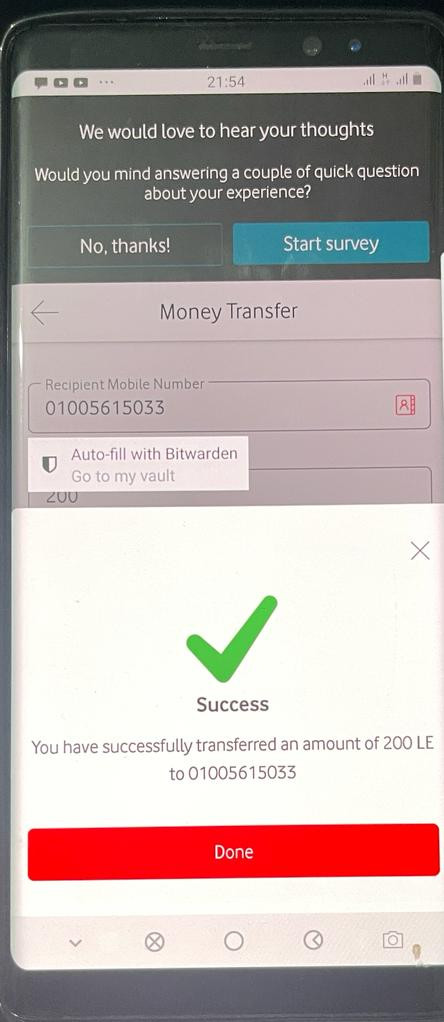 21:54
We would love to hear your thoughts
Would you mind answering a couple of quick question
about your experience?
No, thanks!
Start survey
Money Transfer
Recipient Mobile Number
01005615033
Auto-fill with Bitwarden
Go to my vault
200
Success
You have successfully transferred an amount of 200 LE
to 01005615033
Done